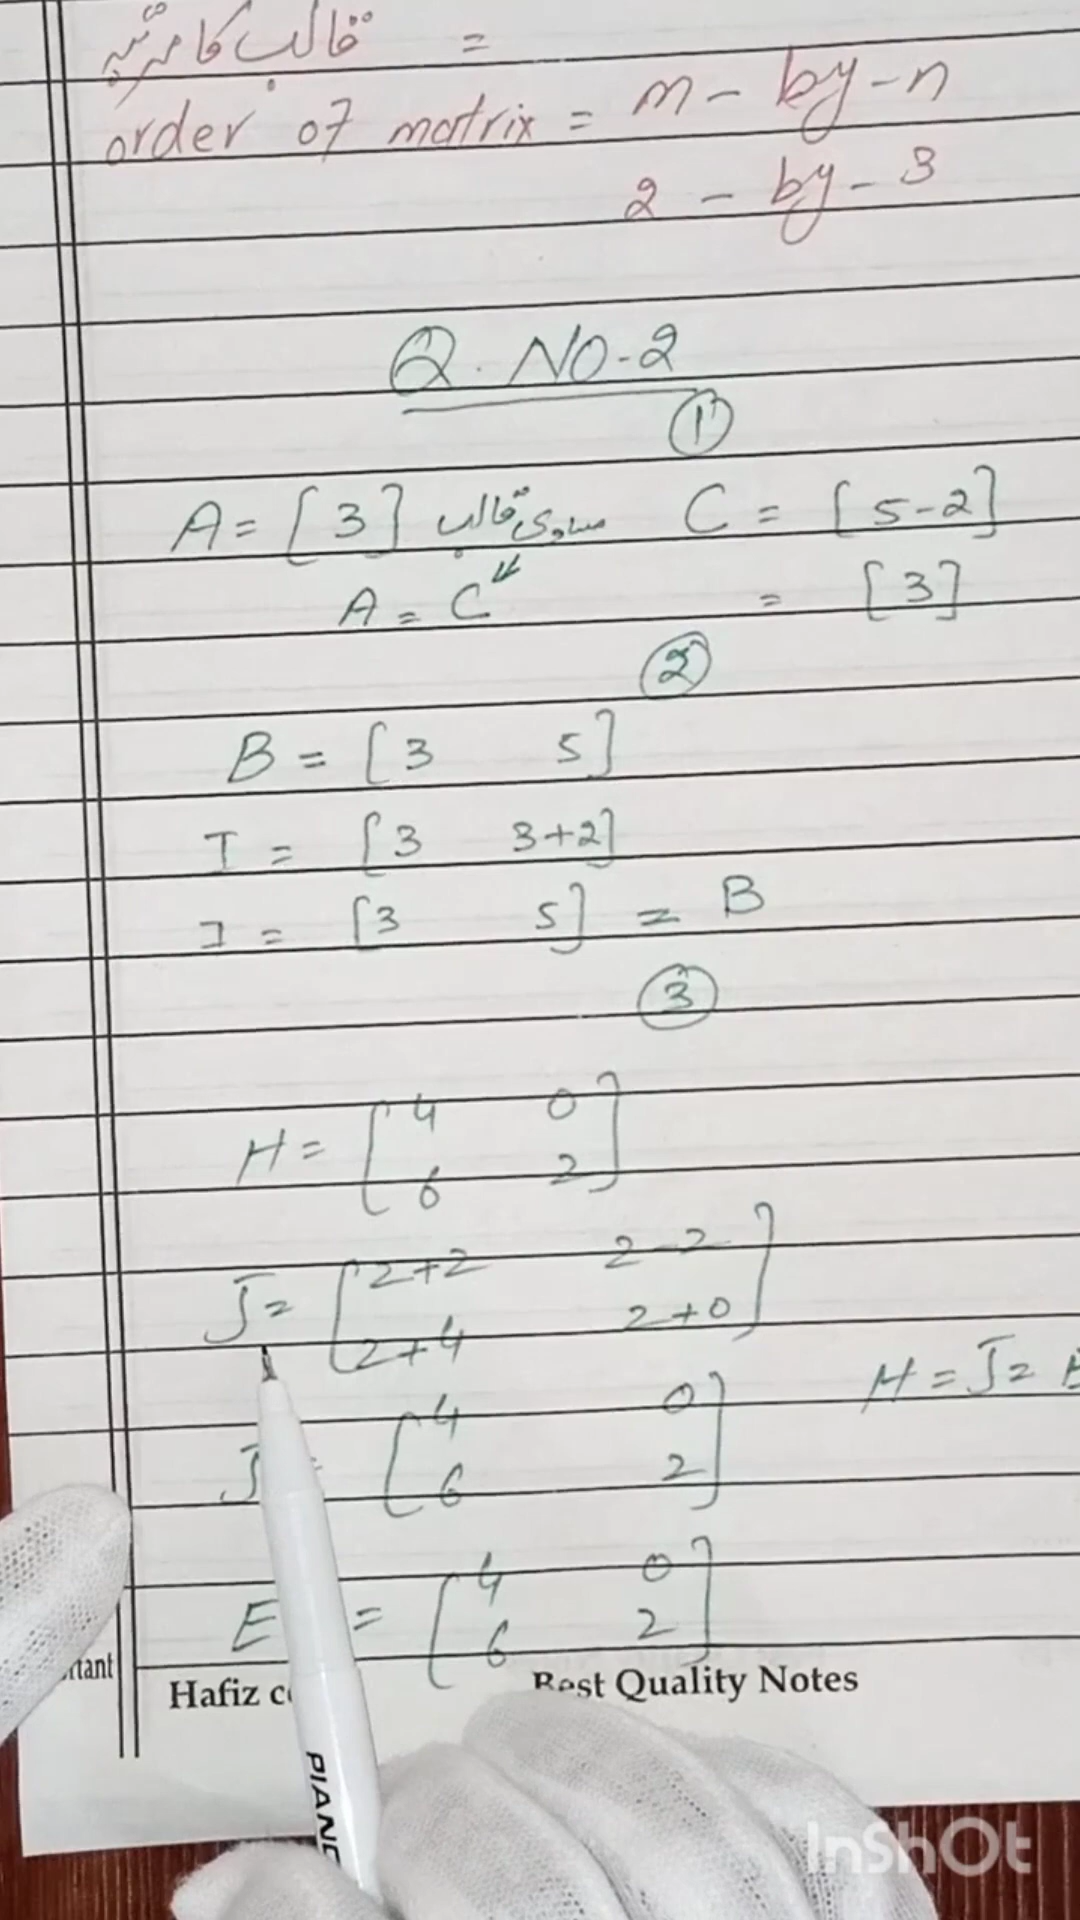 قالب کا مرتبہ =
order of matrix = m - by - n
2 - by - 3
Q. NO-2
①
A = [ 3 ] مساوی قالب C = [ 5-2 ]
A = C = [ 3 ]
②
B = [ 3 5 ]
I = [ 3 3+2 ]
I = [ 3 5 ] = B
③
H = [ 4 0
6 2 ]
J = [ 2+2 2-2
2+4 2+0 ]
H = J = E
J = [ 4 0
6 2 ]
E = [ 4 0
6 2 ]
Hafiz Best Quality Notes
PIANO
InShOt